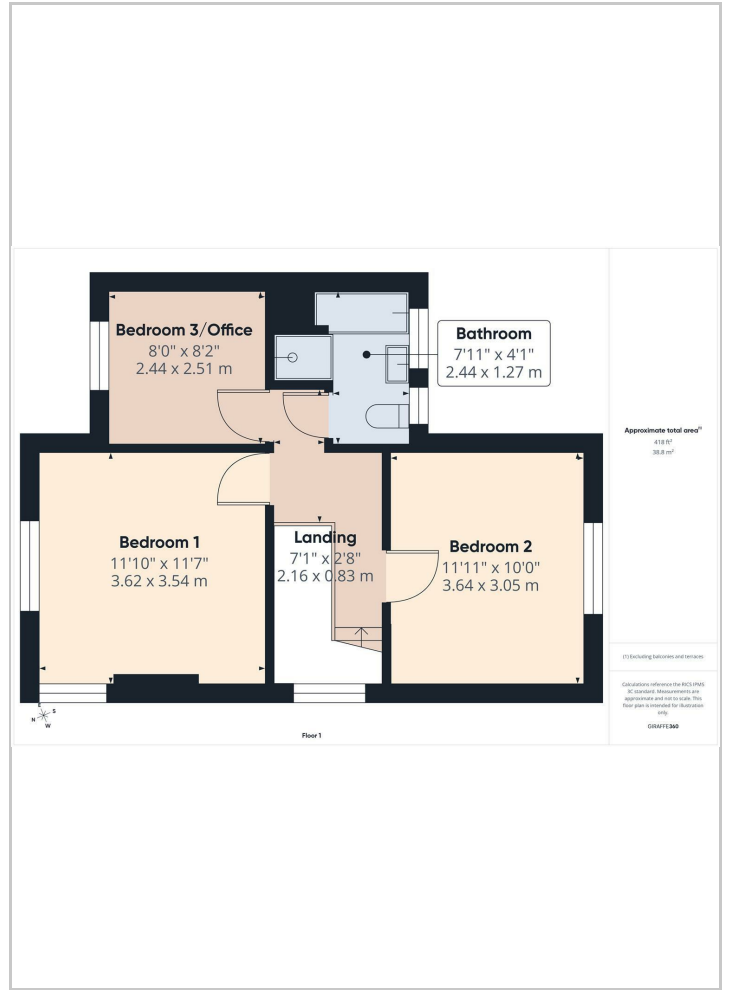 Bedroom 3/Office
8'0" x 8'2"
2.44 x 2.51 m
Bathroom
7'11" x 4'1"
2.44 x 1.27 m
Bedroom 1
11'10" x 11'7"
3.62 x 3.54 m
Landing
7'1" x 2'8"
2.16 x 0.83 m
Bedroom 2
11'11" x 10'0"
3.64 x 3.05 m
Approximate total area(1)
418 ft²
38.8 m²
(1) Excluding balconies and terraces
Calculations reference the RICS IPMS
3C standard. Measurements are
approximate and not to scale. This
floor plan is intended for illustration
only.
GIRAFFE360
E
S
N
W
Floor 1